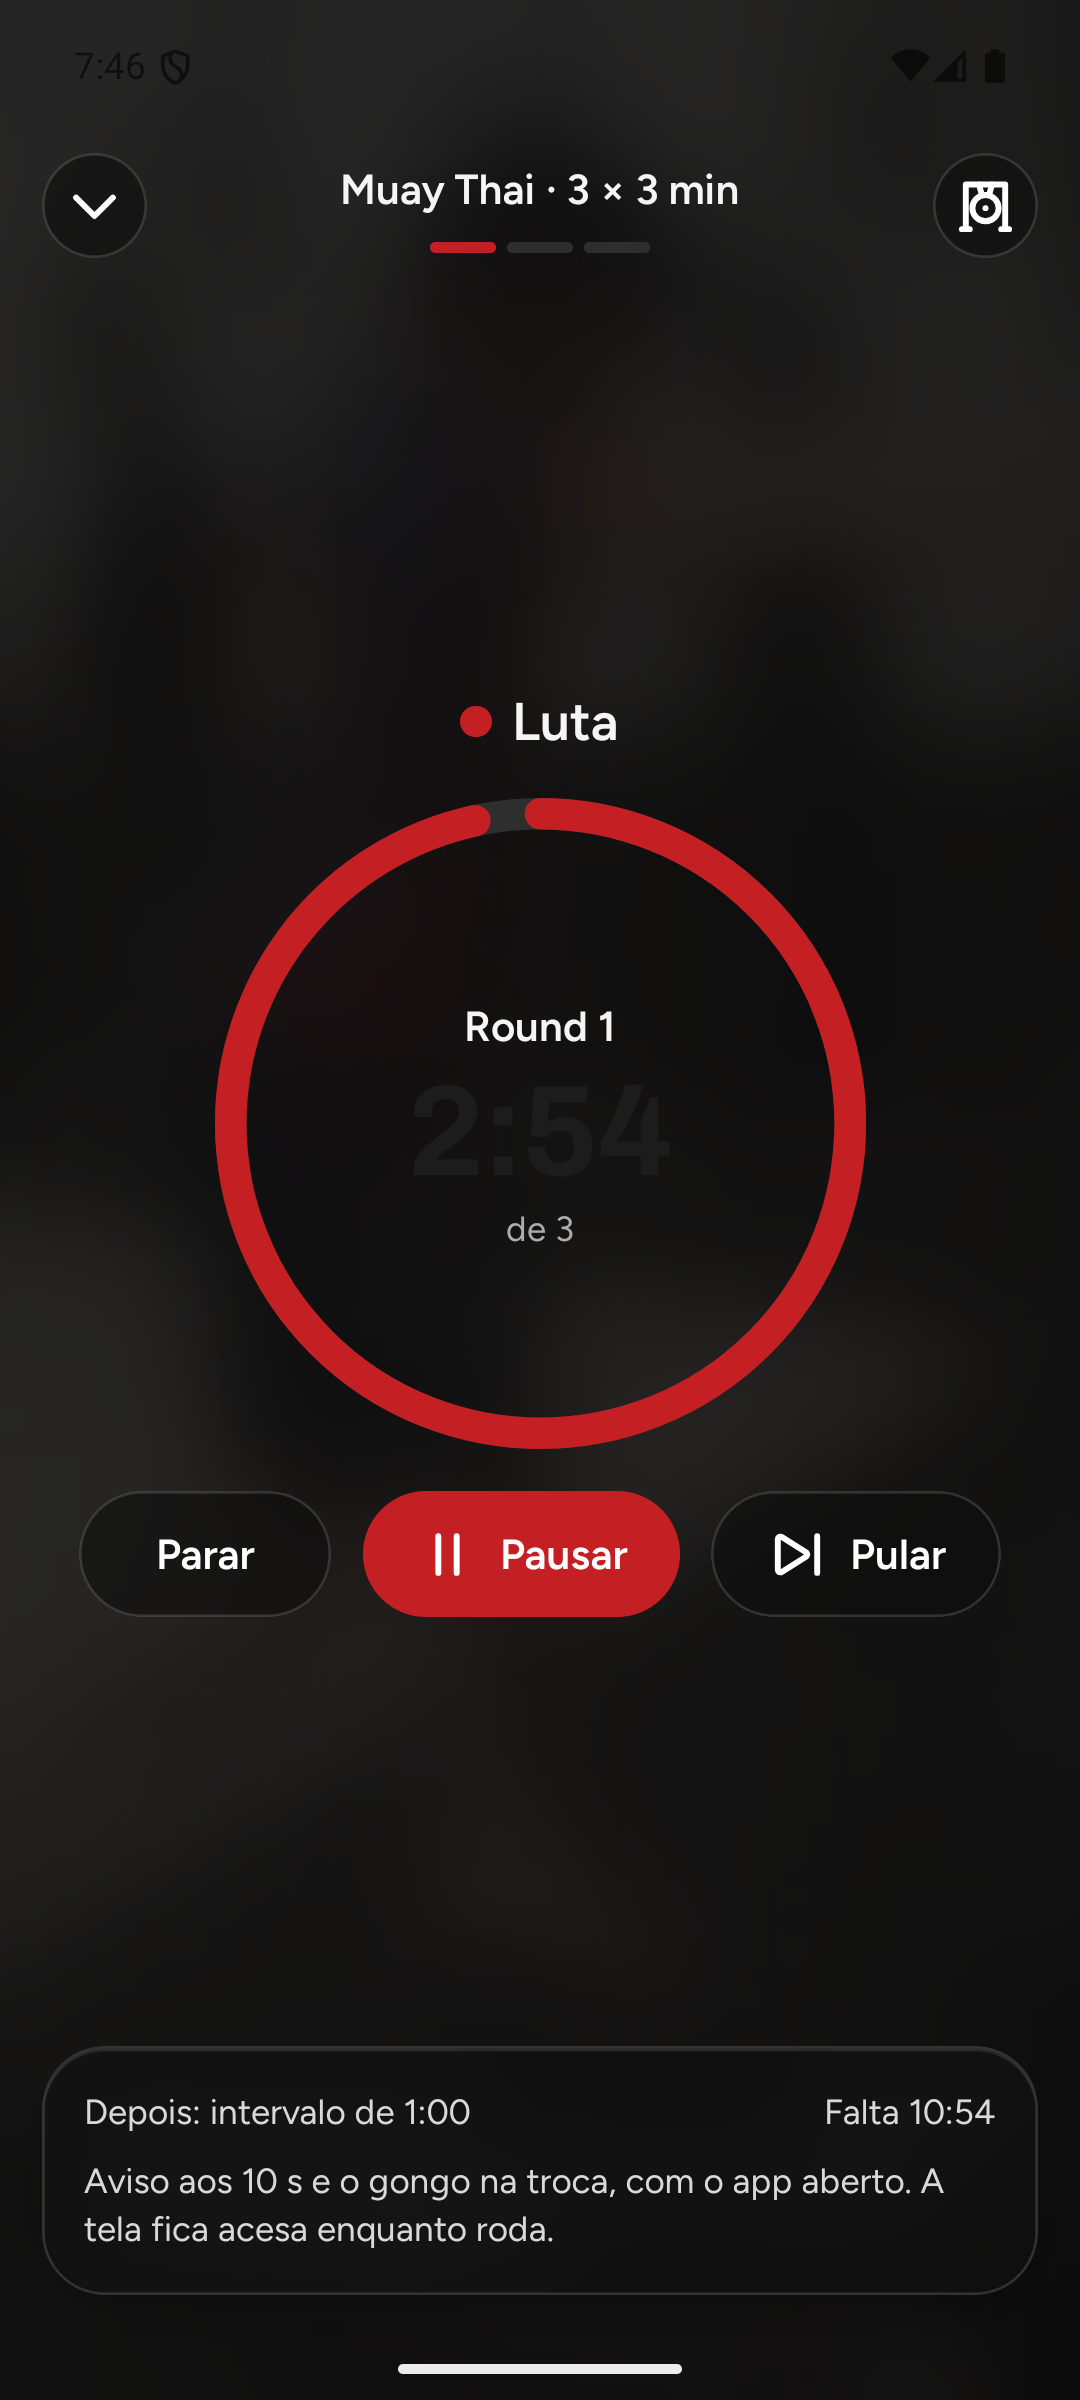 7:46
Muay Thai · 3 × 3 min
Luta
Round 1
2:54
de 3
Parar
Pausar
Pular
Depois: intervalo de 1:00
Falta 10:54
Aviso aos 10 s e o gongo na troca, com o app aberto. A
tela fica acesa enquanto roda.